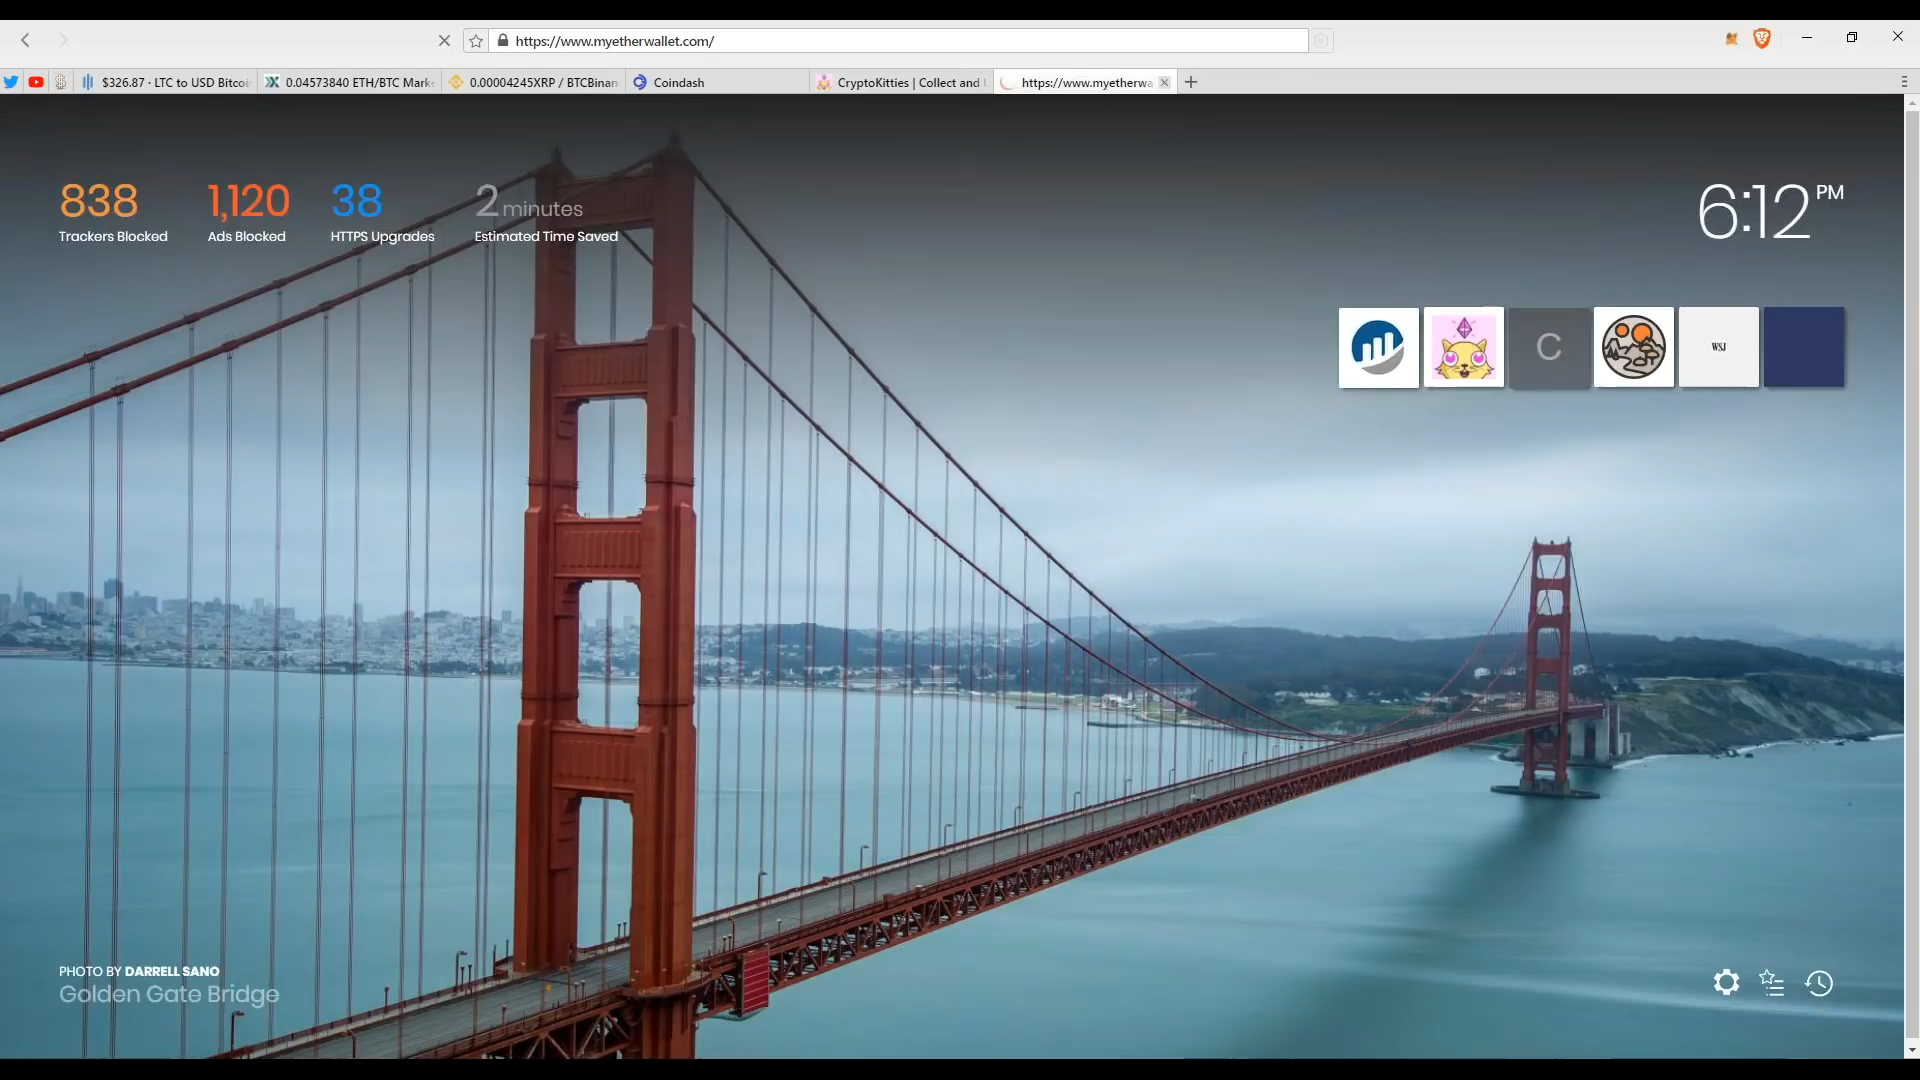 https://www.myetherwallet.com/
$326.87 · LTC to USD Bitcoi
0.04573840 ETH/BTC Marke
0.00004245XRP / BTCBinan
Coindash
CryptoKitties | Collect and
https://www.myetherwa
838
Trackers Blocked
1,120
Ads Blocked
38
HTTPS Upgrades
2 minutes
Estimated Time Saved
6:12 PM
C
WSJ
PHOTO BY DARRELL SANO
Golden Gate Bridge